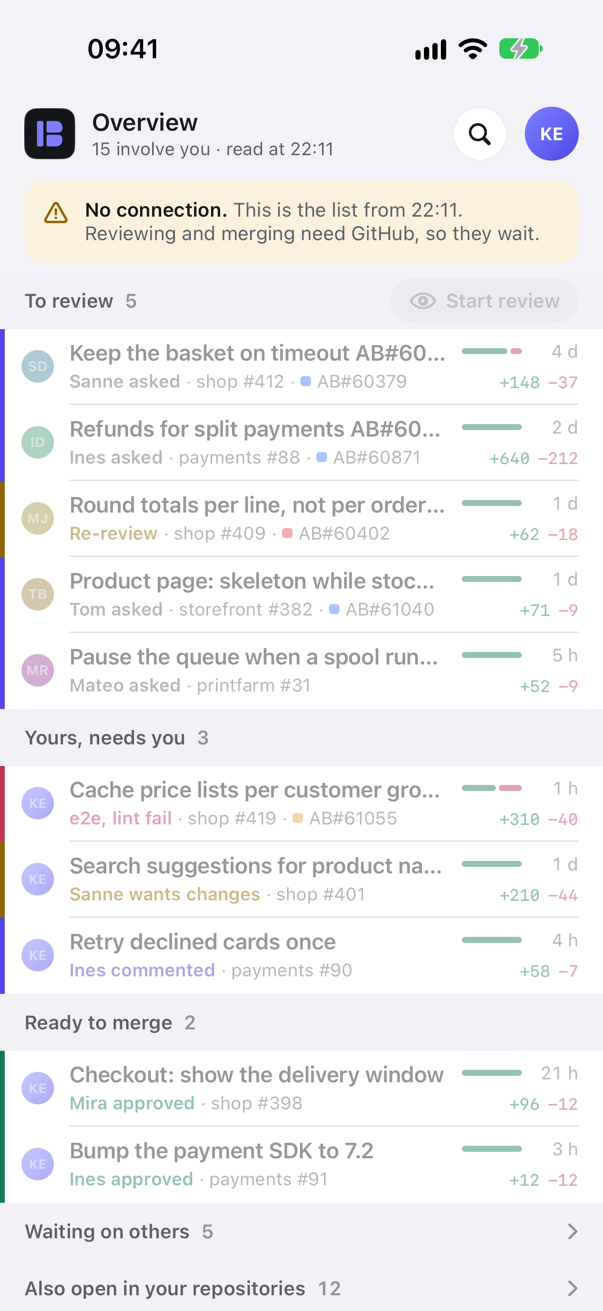 09:41
Overview
15 involve you · read at 22:11
KE
No connection. This is the list from 22:11.
Reviewing and merging need GitHub, so they wait.
To review 5
Start review
SD
Keep the basket on timeout AB#60...
4 d
Sanne asked · shop #412 · AB#60379
+148 −37
ID
Refunds for split payments AB#60...
2 d
Ines asked · payments #88 · AB#60871
+640 −212
MJ
Round totals per line, not per order...
1 d
Re-review · shop #409 · AB#60402
+62 −18
TB
Product page: skeleton while stoc...
1 d
Tom asked · storefront #382 · AB#61040
+71 −9
MR
Pause the queue when a spool run...
5 h
Mateo asked · printfarm #31
+52 −9
Yours, needs you 3
KE
Cache price lists per customer gro...
1 h
e2e, lint fail · shop #419 · AB#61055
+310 −40
KE
Search suggestions for product na...
1 d
Sanne wants changes · shop #401
+210 −44
KE
Retry declined cards once
4 h
Ines commented · payments #90
+58 −7
Ready to merge 2
KE
Checkout: show the delivery window
21 h
Mira approved · shop #398
+96 −12
KE
Bump the payment SDK to 7.2
3 h
Ines approved · payments #91
+12 −12
Waiting on others 5
Also open in your repositories 12